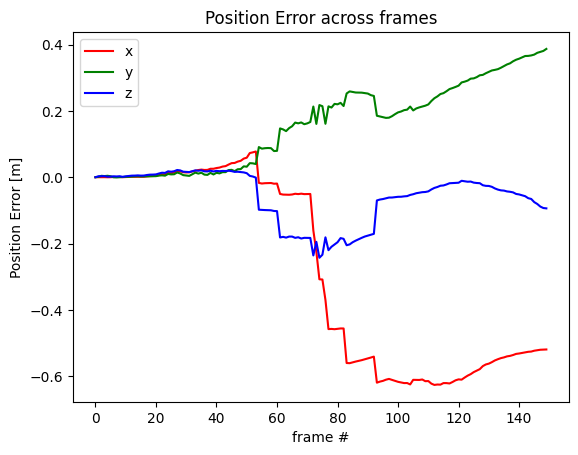 Position Error across frames
x
y
z
Position Error [m]
0.4
0.2
0.0
−0.2
−0.4
−0.6
0 20 40 60 80 100 120 140
frame #